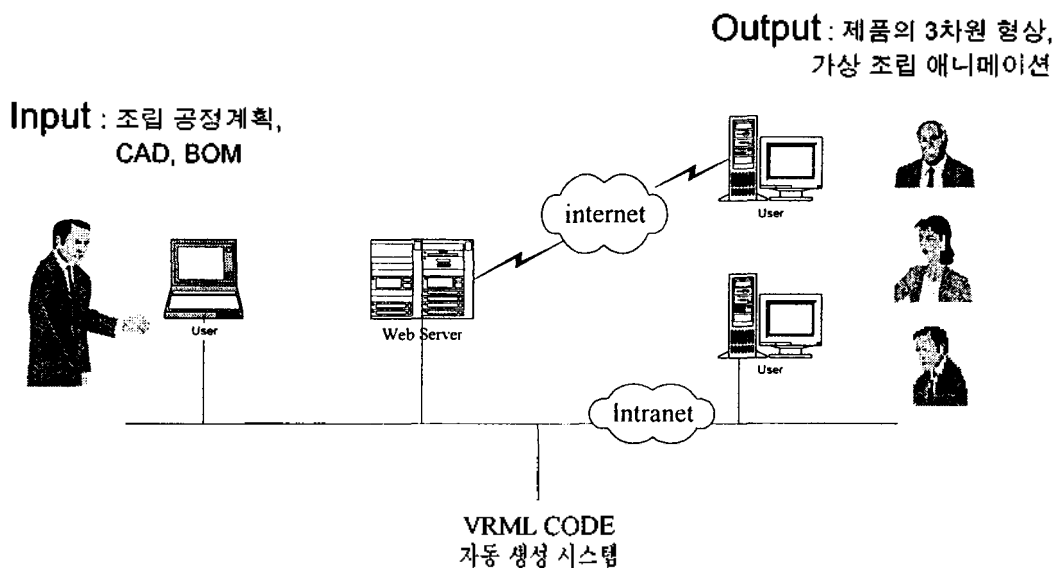 Output : 제품의 3차원 형상,
가상 조립 애니메이션
Input : 조립 공정계획,
CAD, BOM
internet
User
User
Web Server
User
Intranet
VRML CODE
자동 생성 시스템